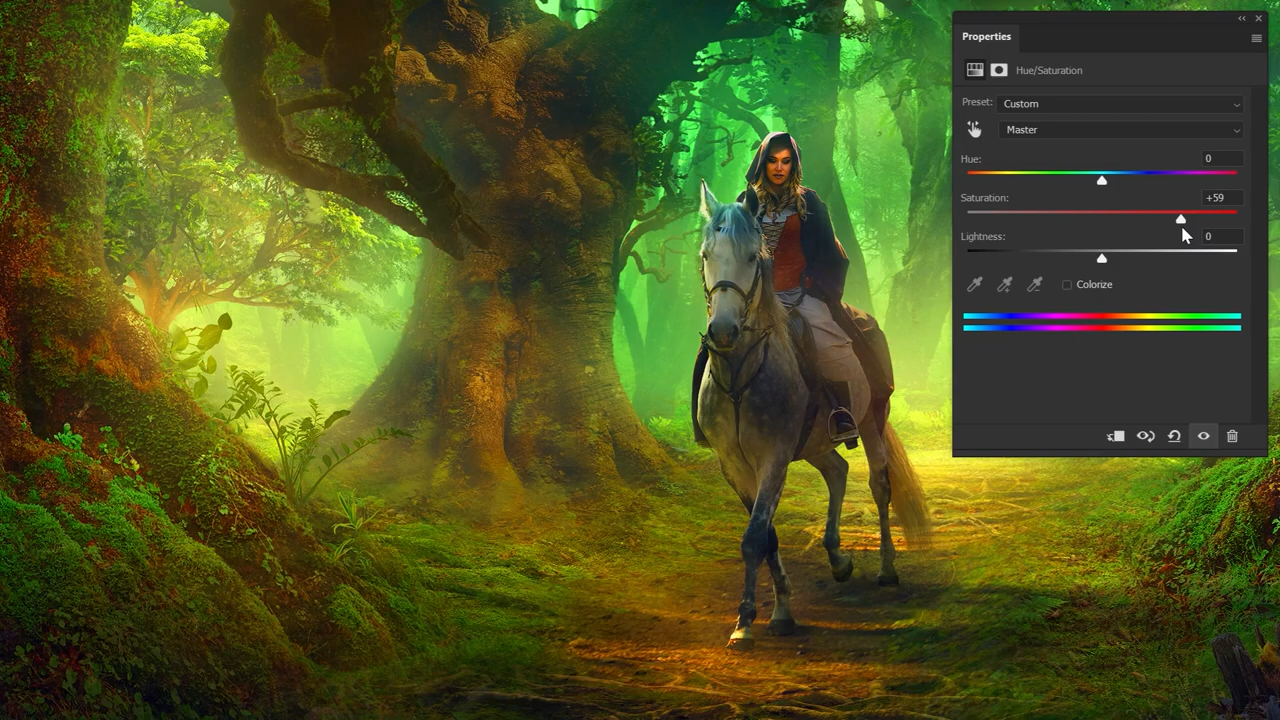 Properties
Hue/Saturation
Preset: Custom
Master
Hue: 0
Saturation: +59
Lightness: 0
Colorize